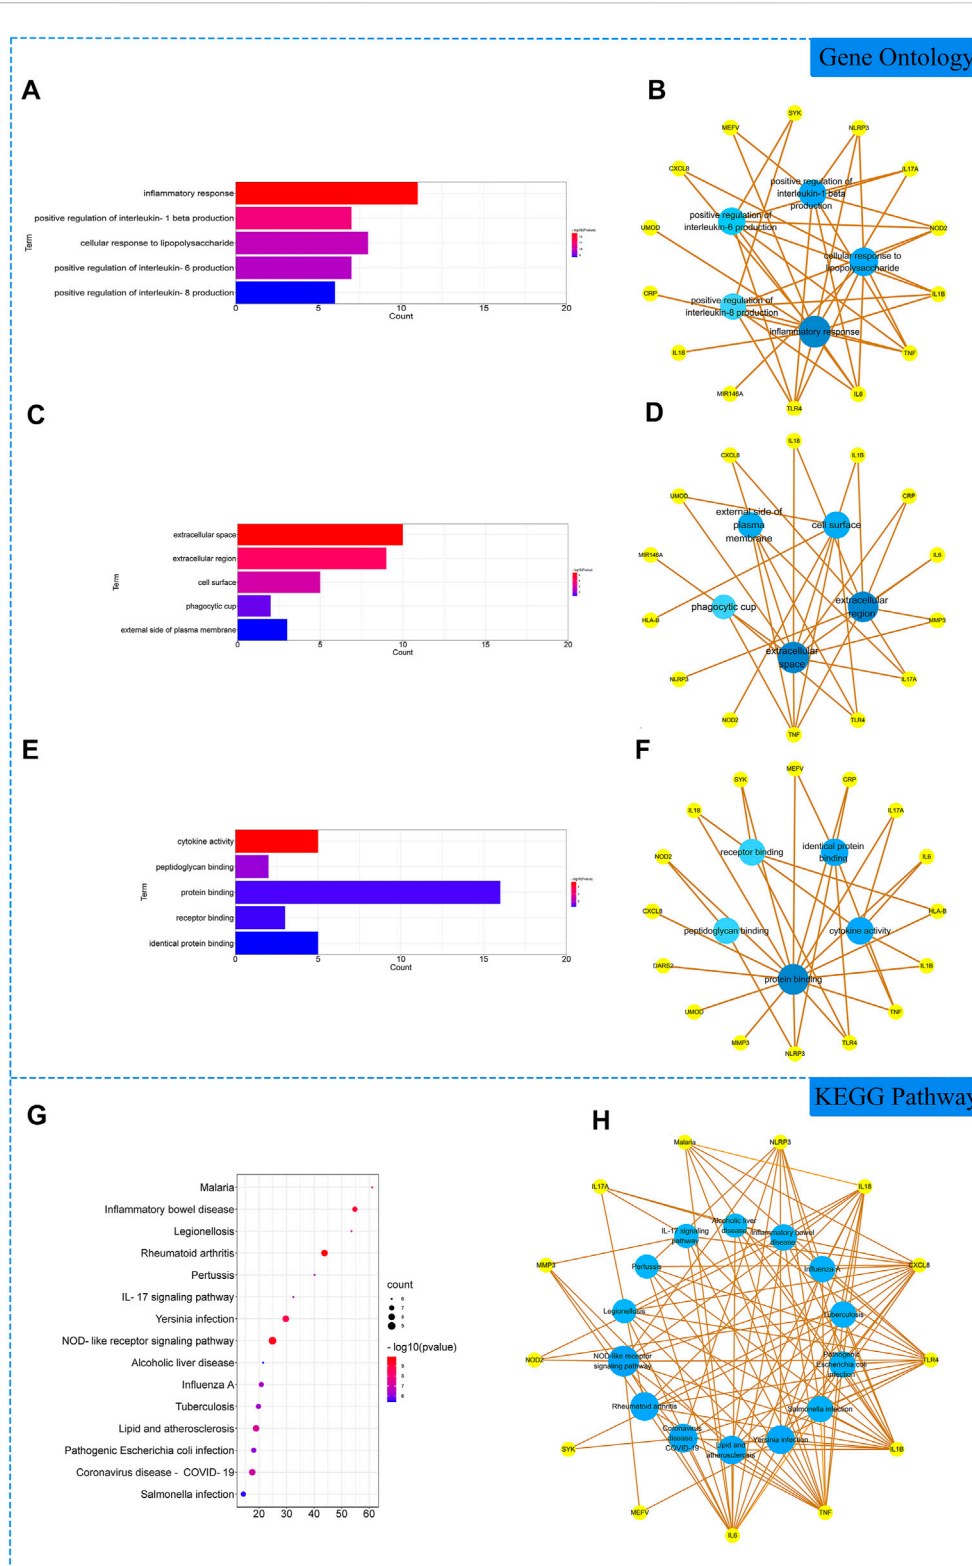 Gene Ontology
A
Term
inflammatory response
positive regulation of interleukin- 1 beta production
cellular response to lipopolysaccharide
positive regulation of interleukin- 6 production
positive regulation of interleukin- 8 production
0 5 10 15 20
Count
B
SYK
MEFV
NLRP3
CXCL8
IL17A
UMOD
NOD2
CRP
IL1B
IL18
TNF
MIR146A
IL6
TLR4
positive regulation of
interleukin-1 beta
production
positive regulation of
interleukin-6 production
cellular response to
lipopolysaccharide
positive regulation of
interleukin-8 production
inflammatory response
C
Term
extracellular space
extracellular region
cell surface
phagocytic cup
external side of plasma membrane
0 5 10 15 20
Count
D
IL18
CXCL8
IL1B
UMOD
CRP
MIR146A
IL6
HLA-B
MMP3
NLRP3
IL17A
NOD2
TLR4
TNF
external side of
plasma
membrane
cell surface
phagocytic cup
extracellular
region
extracellular
space
E
Term
cytokine activity
peptidoglycan binding
protein binding
receptor binding
identical protein binding
0 5 10 15 20
Count
F
MEFV
SYK
CRP
IL18
IL17A
NOD2
IL6
CXCL8
HLA-B
DARS2
IL1B
UMOD
TNF
MMP3
TLR4
NLRP3
receptor binding
identical protein
binding
peptidoglycan binding
cytokine activity
protein binding
KEGG Pathway
G
Malaria
Inflammatory bowel disease
Legionellosis
Rheumatoid arthritis
Pertussis
IL- 17 signaling pathway
Yersinia infection
NOD- like receptor signaling pathway
Alcoholic liver disease
Influenza A
Tuberculosis
Lipid and atherosclerosis
Pathogenic Escherichia coli infection
Coronavirus disease - COVID- 19
Salmonella infection
20 30 40 50 60
count
6
7
8
9
- log10(pvalue)
9
8
7
6
H
Malaria
NLRP3
IL17A
IL18
MMP3
CXCL8
NOD2
TLR4
SYK
IL1B
MEFV
TNF
IL6
IL-17 signaling
pathway
Alcoholic liver
disease
Inflammatory bowel
disease
Pertussis
Influenza A
Legionellosis
Tuberculosis
NOD-like receptor
signaling pathway
Pathogenic
Escherichia coli
infection
Rheumatoid arthritis
Salmonella infection
Coronavirus
disease -
COVID-19
Lipid and
atherosclerosis
Yersinia infection